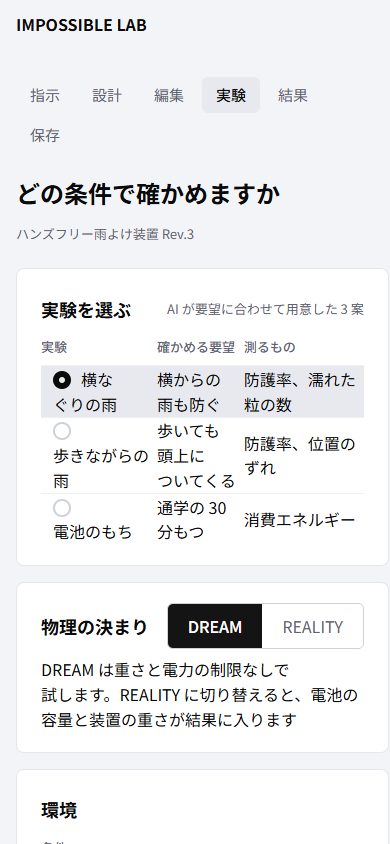 IMPOSSIBLE LAB
指示 設計 編集 実験 結果
保存
どの条件で確かめますか
ハンズフリー雨よけ装置 Rev.3
実験を選ぶ AI が要望に合わせて用意した 3 案
実験 確かめる要望 測るもの
横な
ぐりの雨
横からの
雨も防ぐ
防護率、濡れた
粒の数
歩きながらの
雨
歩いても
頭上に
ついてくる
防護率、位置の
ずれ
電池のもち
通学の 30
分もつ
消費エネルギー
物理の決まり DREAM REALITY
DREAM は重さと電力の制限なしで
試します。REALITY に切り替えると、電池の
容量と装置の重さが結果に入ります
環境